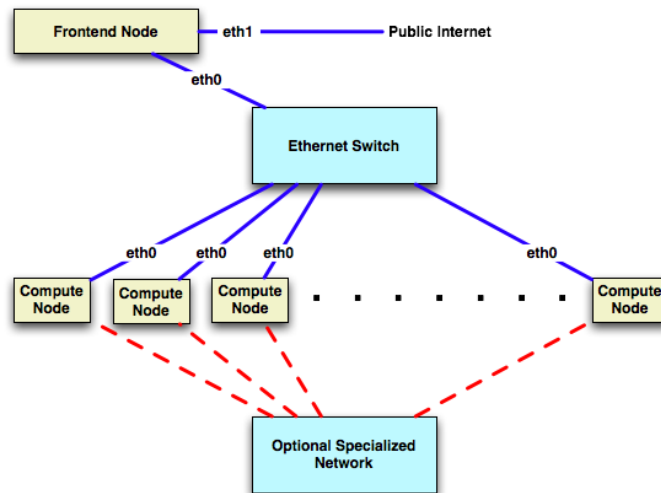 Frontend Node
eth1
Public Internet
eth0
Ethernet Switch
eth0
eth0
eth0
eth0
Compute
Node
Compute
Node
Compute
Node
Compute
Node
Optional Specialized
Network